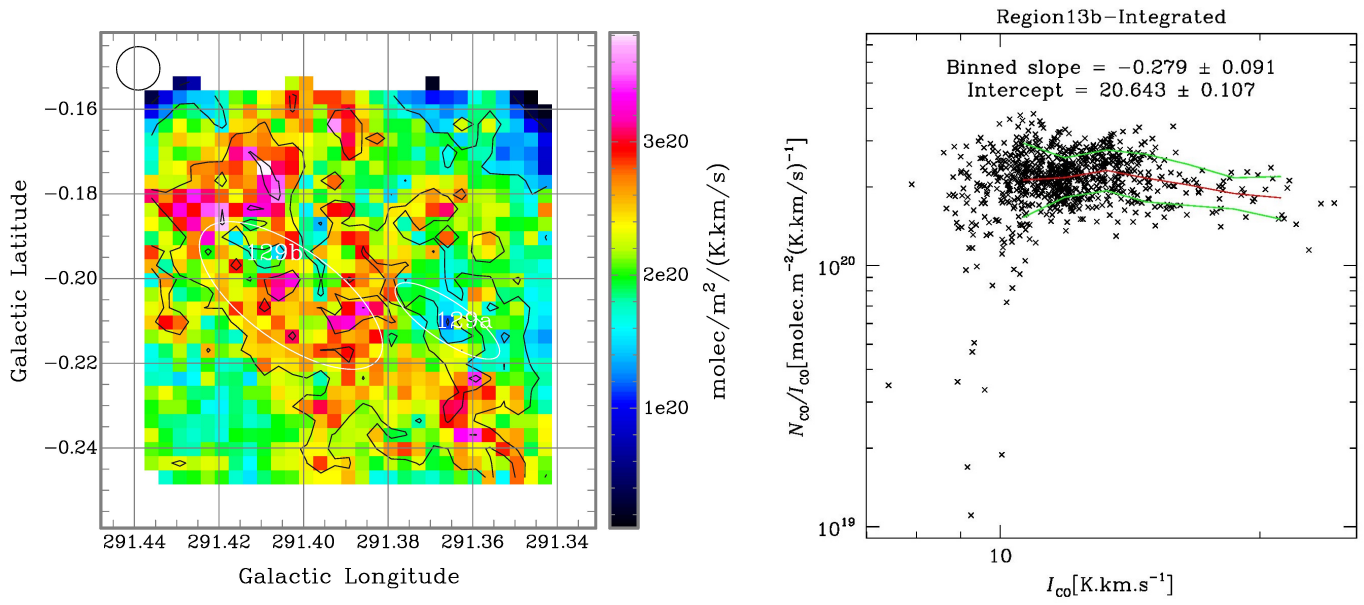 −0.16
−0.18
−0.20
−0.22
−0.24
Galactic Latitude
129b
129a
291.44 291.42 291.40 291.38 291.36 291.34
Galactic Longitude
3e20
2e20
1e20
molec/m²/(K.km/s)
Region13b−Integrated
Binned slope = −0.279 ± 0.091
Intercept = 20.643 ± 0.107
10²⁰
10¹⁹
N_CO/I_CO[molec.m⁻²(K.km/s)⁻¹]
10
I_CO[K.km.s⁻¹]